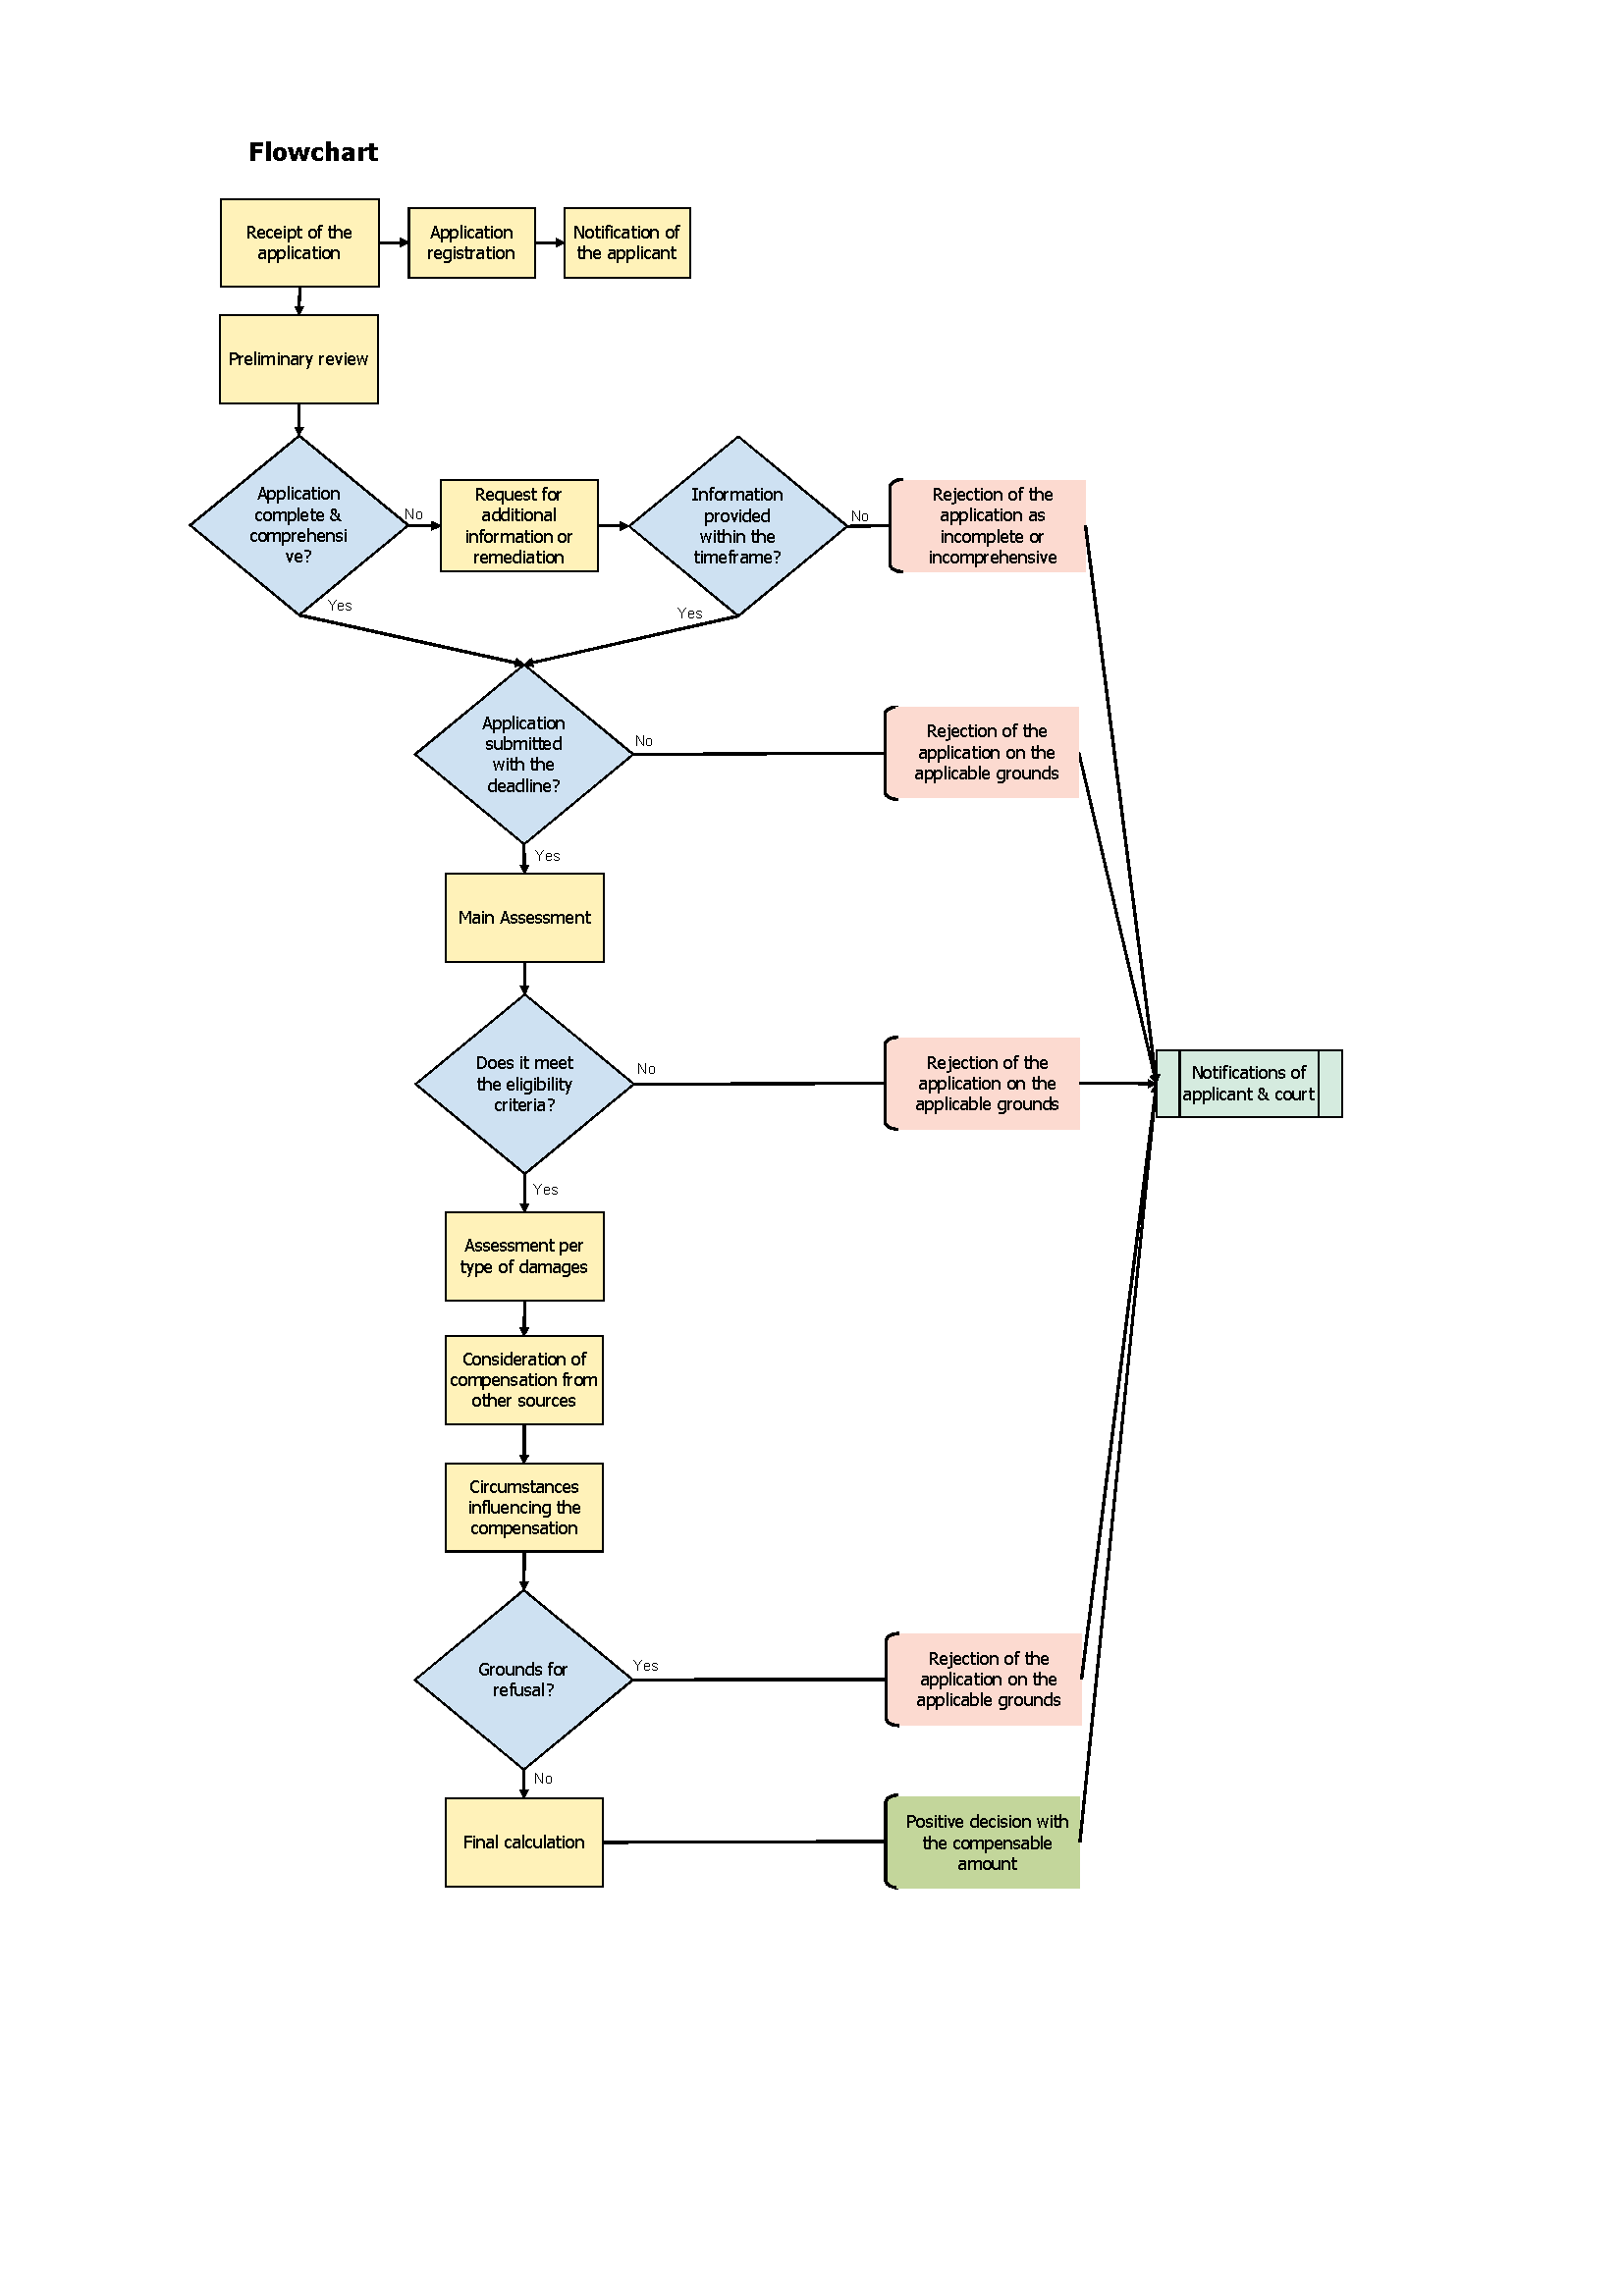 Flowchart
Receipt of the
application
Application
registration
Notification of
the applicant
Preliminary review
Application
complete &
comprehensi
ve?
No
Request for
additional
information or
remediation
Information
provided
within the
timeframe?
No
Rejection of the
application as
incomplete or
incomprehensive
Yes
Yes
Application
submitted
with the
deadline?
No
Rejection of the
application on the
applicable grounds
Yes
Main Assessment
Does it meet
the eligibility
criteria?
No
Rejection of the
application on the
applicable grounds
Notifications of
applicant & court
Yes
Assessment per
type of damages
Consideration of
compensation from
other sources
Circumstances
influencing the
compensation
Grounds for
refusal?
Yes
Rejection of the
application on the
applicable grounds
No
Final calculation
Positive decision with
the compensable
amount